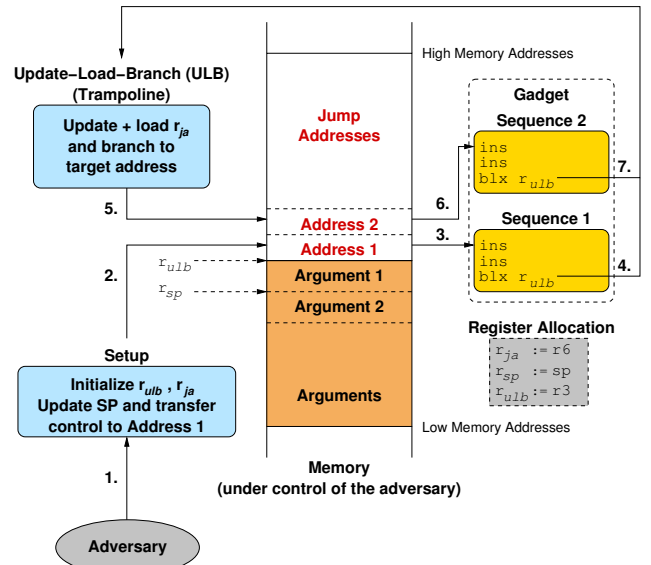 High Memory Addresses
Update−Load−Branch (ULB)
(Trampoline)
Update + load r_ja
and branch to
target address
5.
Jump
Addresses
Address 2
Address 1
Gadget
Sequence 2
ins
ins
blx r_ulb
7.
6.
3.
Sequence 1
ins
ins
blx r_ulb
4.
2.
r_ulb
r_sp
Argument 1
Argument 2
Arguments
Register Allocation
r_ja := r6
r_sp := sp
r_ulb := r3
Setup
Initialize r_ulb , r_ja
Update SP and transfer
control to Address 1
Low Memory Addresses
1.
Memory
(under control of the adversary)
Adversary